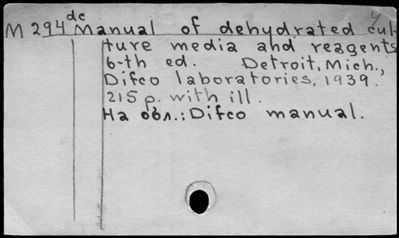 M 294 dc Manual of dehydrated cul-
ture media and reagents
6-th ed. Detroit, Mich.,
Difco laboratories, 1939.
215 p. with ill.
На обл.: Difco manual.